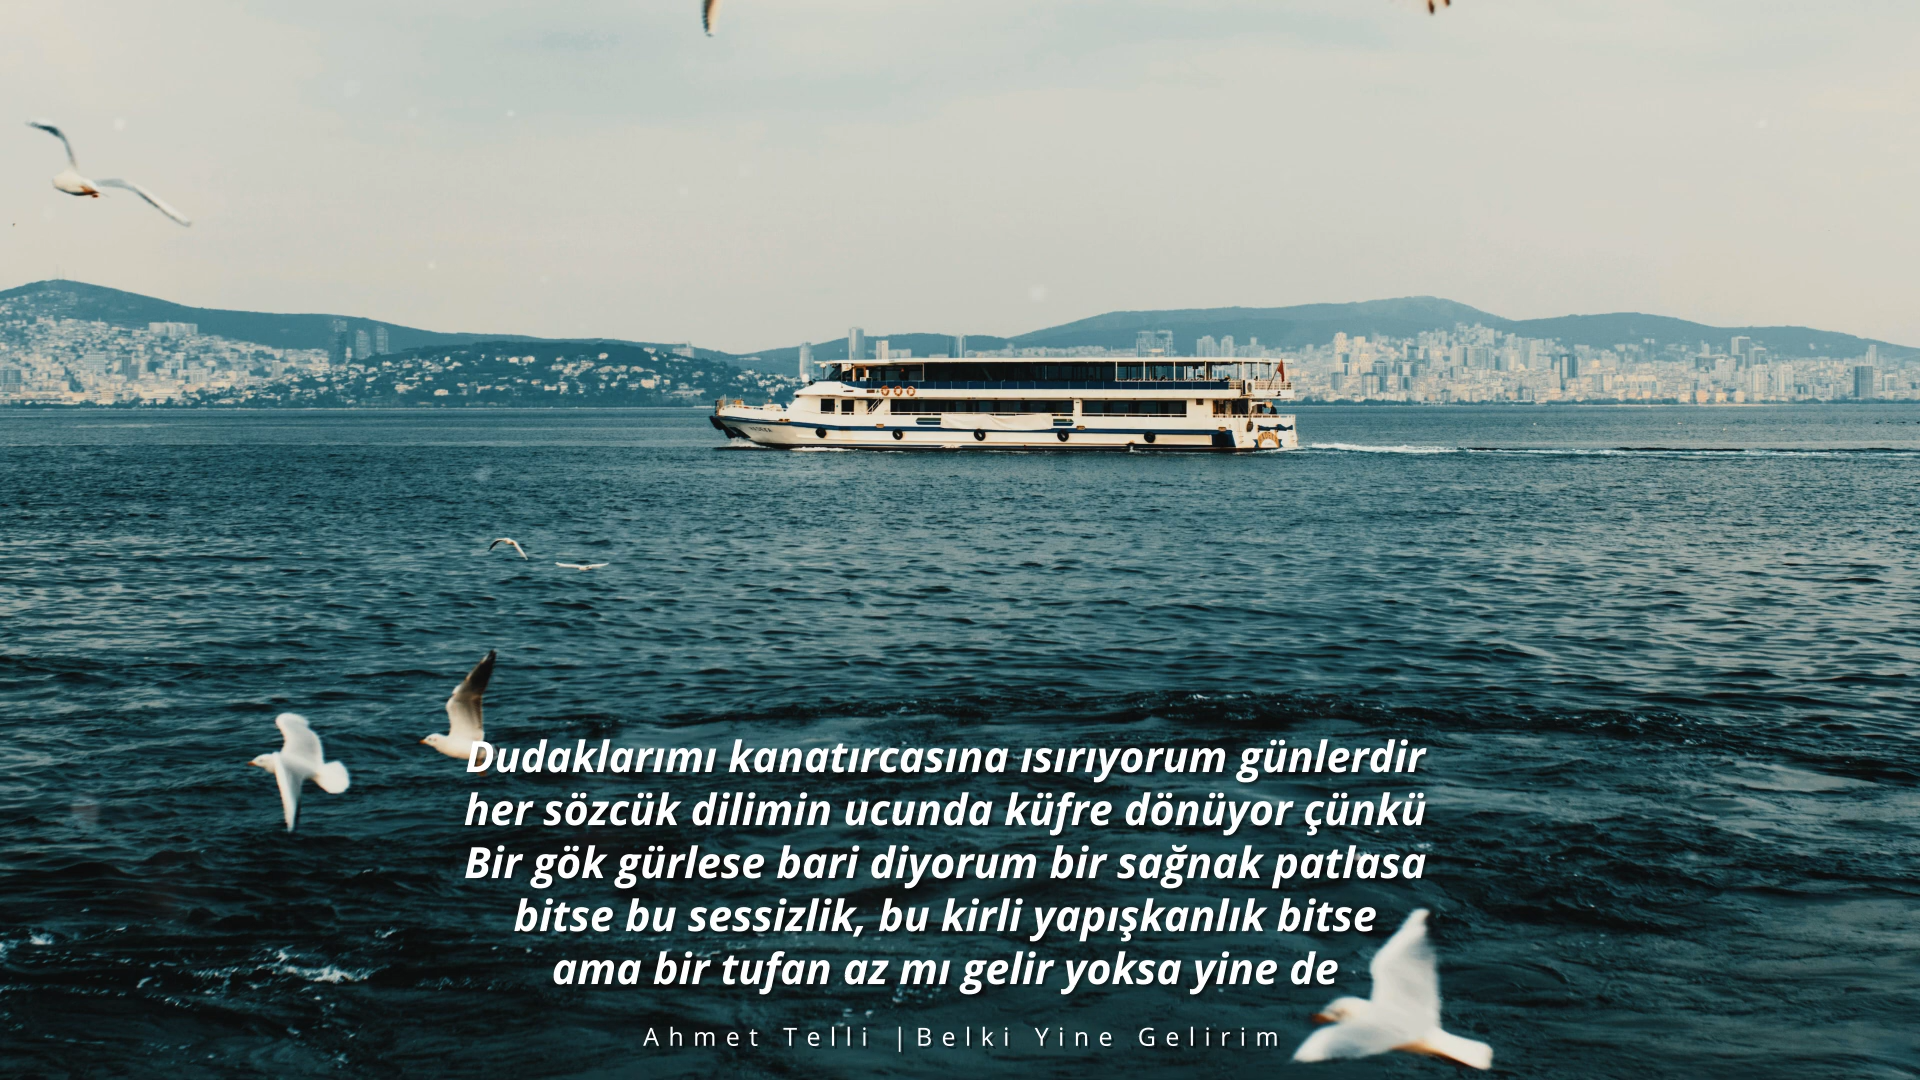 Dudaklarımı kanatırcasına ısırıyorum günlerdir
her sözcük dilimin ucunda küfre dönüyor çünkü
Bir gök gürlese bari diyorum bir sağnak patlasa
bitse bu sessizlik, bu kirli yapışkanlık bitse
ama bir tufan az mı gelir yoksa yine de
Ahmet Telli |Belki Yine Gelirim